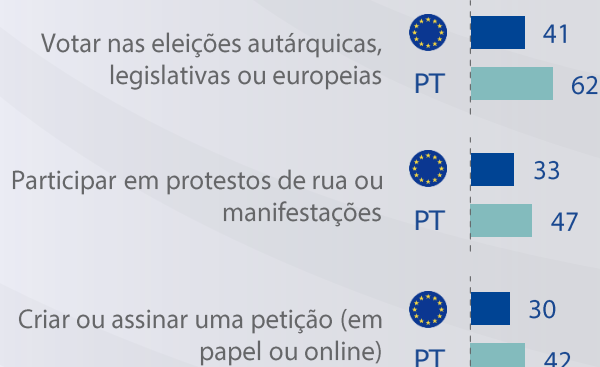 Votar nas eleições autárquicas,
legislativas ou europeias
41
PT 62
Participar em protestos de rua ou
manifestações
33
PT 47
Criar ou assinar uma petição (em
papel ou online)
30
PT 42